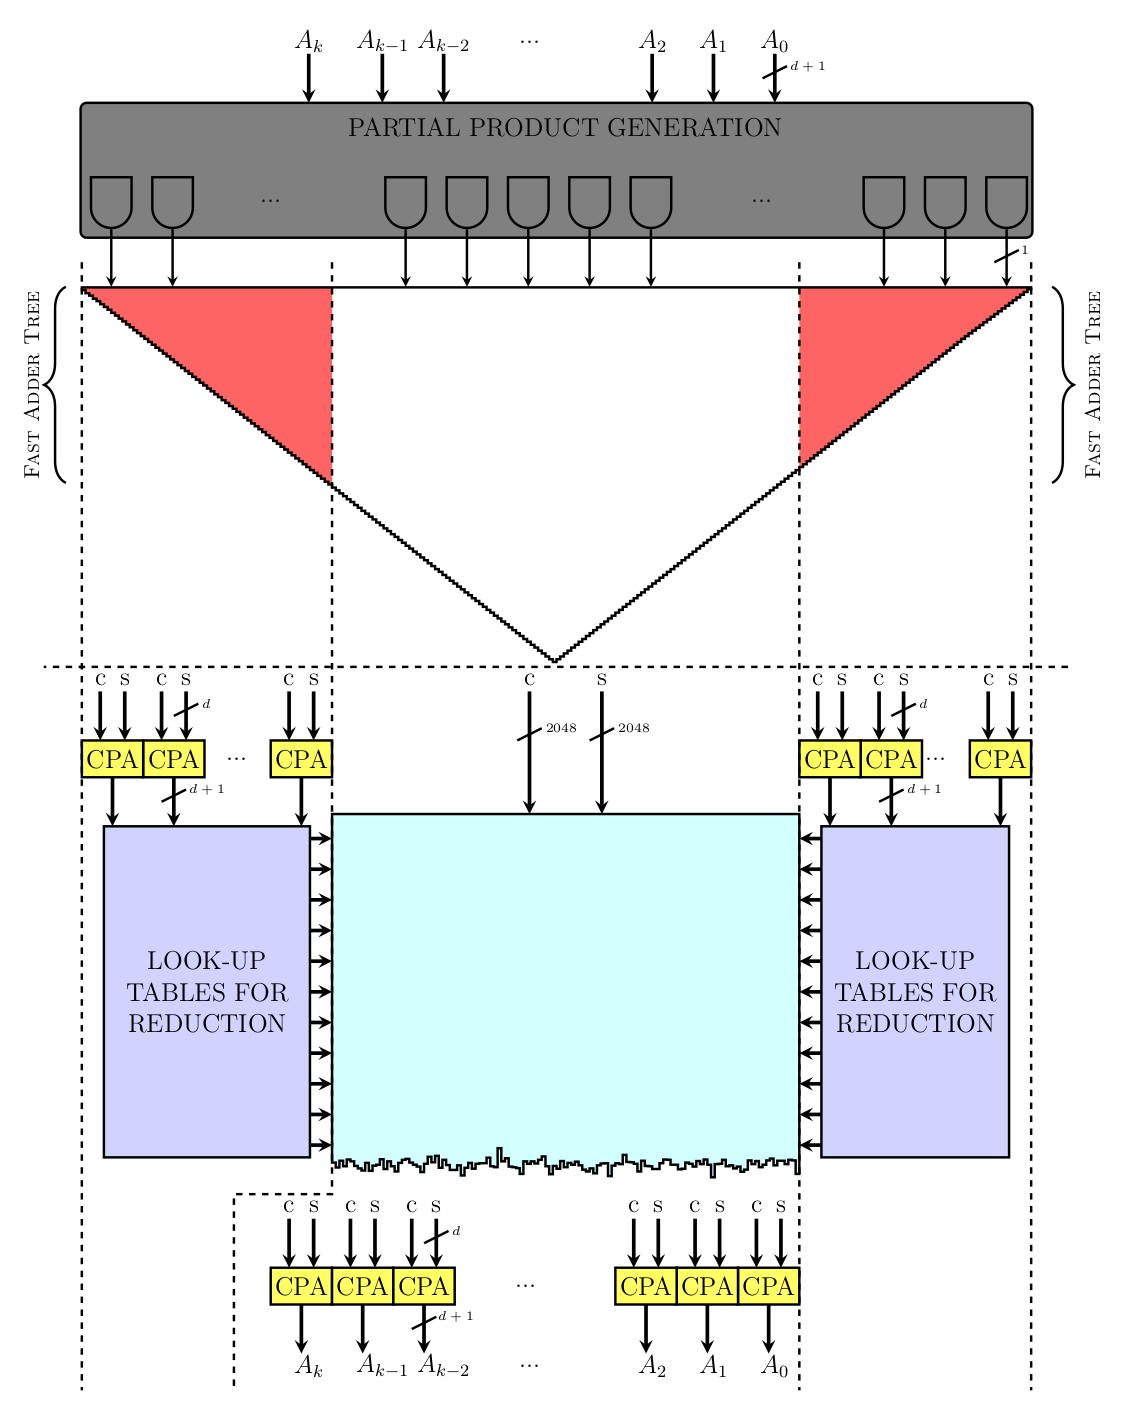 A_k A_{k−1} A_{k−2} ... A_2 A_1 A_0
d + 1
PARTIAL PRODUCT GENERATION
... ...
1
Fast Adder Tree
Fast Adder Tree
c s c s c s c s c s c s c s
d d
2048 2048
CPA CPA ... CPA CPA CPA ... CPA
d + 1 d + 1
LOOK-UP
TABLES FOR
REDUCTION
LOOK-UP
TABLES FOR
REDUCTION
c s c s c s c s c s c s
d
CPA CPA CPA ... CPA CPA CPA
d + 1
A_k A_{k−1} A_{k−2} ... A_2 A_1 A_0